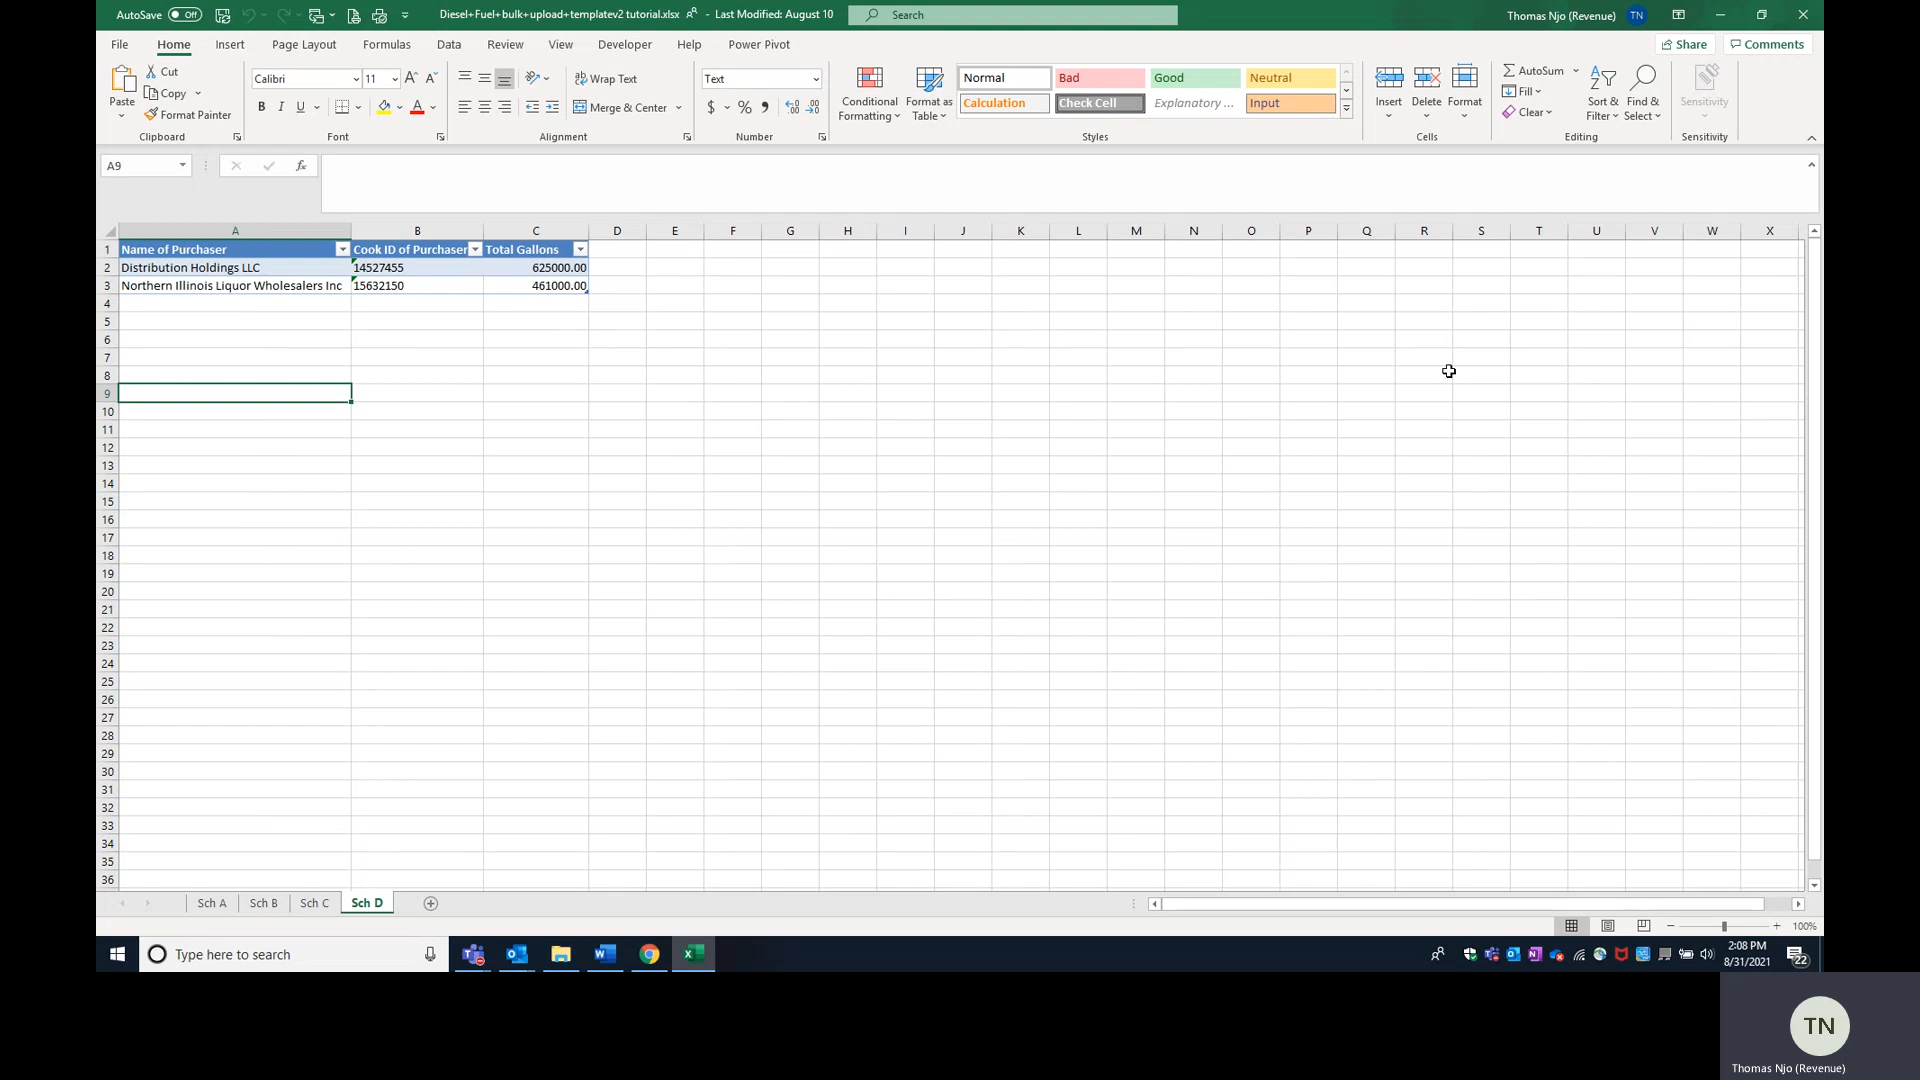 AutoSave Off Diesel+Fuel+bulk+upload+templatev2 tutorial.xlsx - Last Modified: August 10 Search Thomas Njo (Revenue) TN
File Home Insert Page Layout Formulas Data Review View Developer Help Power Pivot Share Comments
Paste Cut Copy Format Painter
Clipboard
Calibri 11 B I U A
Font
Wrap Text Merge & Center
Alignment
Text $ % ,
Number
Conditional Formatting Format as Table
Normal Bad Good Neutral
Calculation Check Cell Explanatory ... Input
Styles
Insert Delete Format
Cells
AutoSum Fill Clear Sort & Filter Find & Select
Editing
Sensitivity
Sensitivity
A9 fx
A B C D E F G H I J K L M N O P Q R S T U V W X
1 Name of Purchaser Cook ID of Purchaser Total Gallons
2 Distribution Holdings LLC 14527455 625000.00
3 Northern Illinois Liquor Wholesalers Inc 15632150 461000.00
4
5
6
7
8
9
10
11
12
13
14
15
16
17
18
19
20
21
22
23
24
25
26
27
28
29
30
31
32
33
34
35
36
Sch A Sch B Sch C Sch D
100%
Type here to search
2:08 PM
8/31/2021
22
TN
Thomas Njo (Revenue)